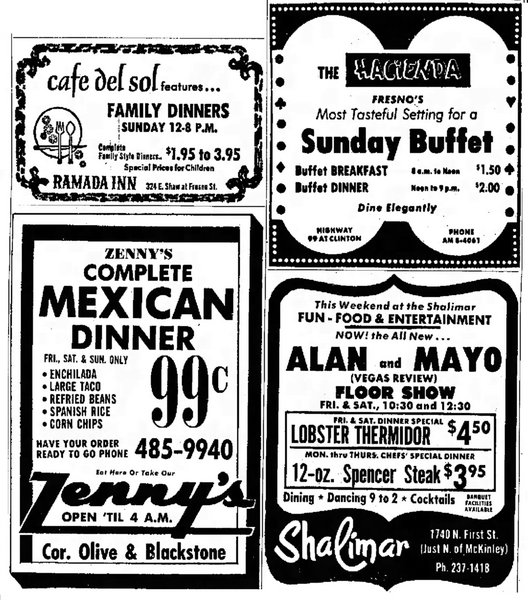 cafe del sol features...
FAMILY DINNERS
SUNDAY 12-8 P.M.
Complete
Family Style Dinners.. $1.95 to 3.95
Special Prices for Children
RAMADA INN 324 E. Shaw at Fresno St.
THE HACIENDA
FRESNO'S
Most Tasteful Setting for a
Sunday Buffet
Buffet BREAKFAST 8 a.m. to Noon $1.50
Buffet DINNER Noon to 9 p.m. $2.00
Dine Elegantly
HIGHWAY
99 AT CLINTON
PHONE
AM 8-4061
ZENNY'S
COMPLETE
MEXICAN
DINNER
FRI., SAT. & SUN. ONLY
• ENCHILADA
• LARGE TACO
• REFRIED BEANS
• SPANISH RICE
• CORN CHIPS
99c
HAVE YOUR ORDER
READY TO GO PHONE 485-9940
Eat Here Or Take Out
Zenny's
OPEN 'TIL 4 A.M.
Cor. Olive & Blackstone
This Weekend at the Shalimar
FUN - FOOD & ENTERTAINMENT
NOW! the All New...
ALAN and MAYO
(VEGAS REVIEW)
FLOOR SHOW
FRI. & SAT., 10:30 and 12:30
FRI. & SAT. DINNER SPECIAL
LOBSTER THERMIDOR $4.50
MON. thru THURS. CHEFS' SPECIAL DINNER
12-oz. Spencer Steak $3.95
Dining * Dancing 9 to 2 * Cocktails
BANQUET
FACILITIES
AVAILABLE
Shalimar
1740 N. First St.
(Just N. of McKinley)
Ph. 237-1418